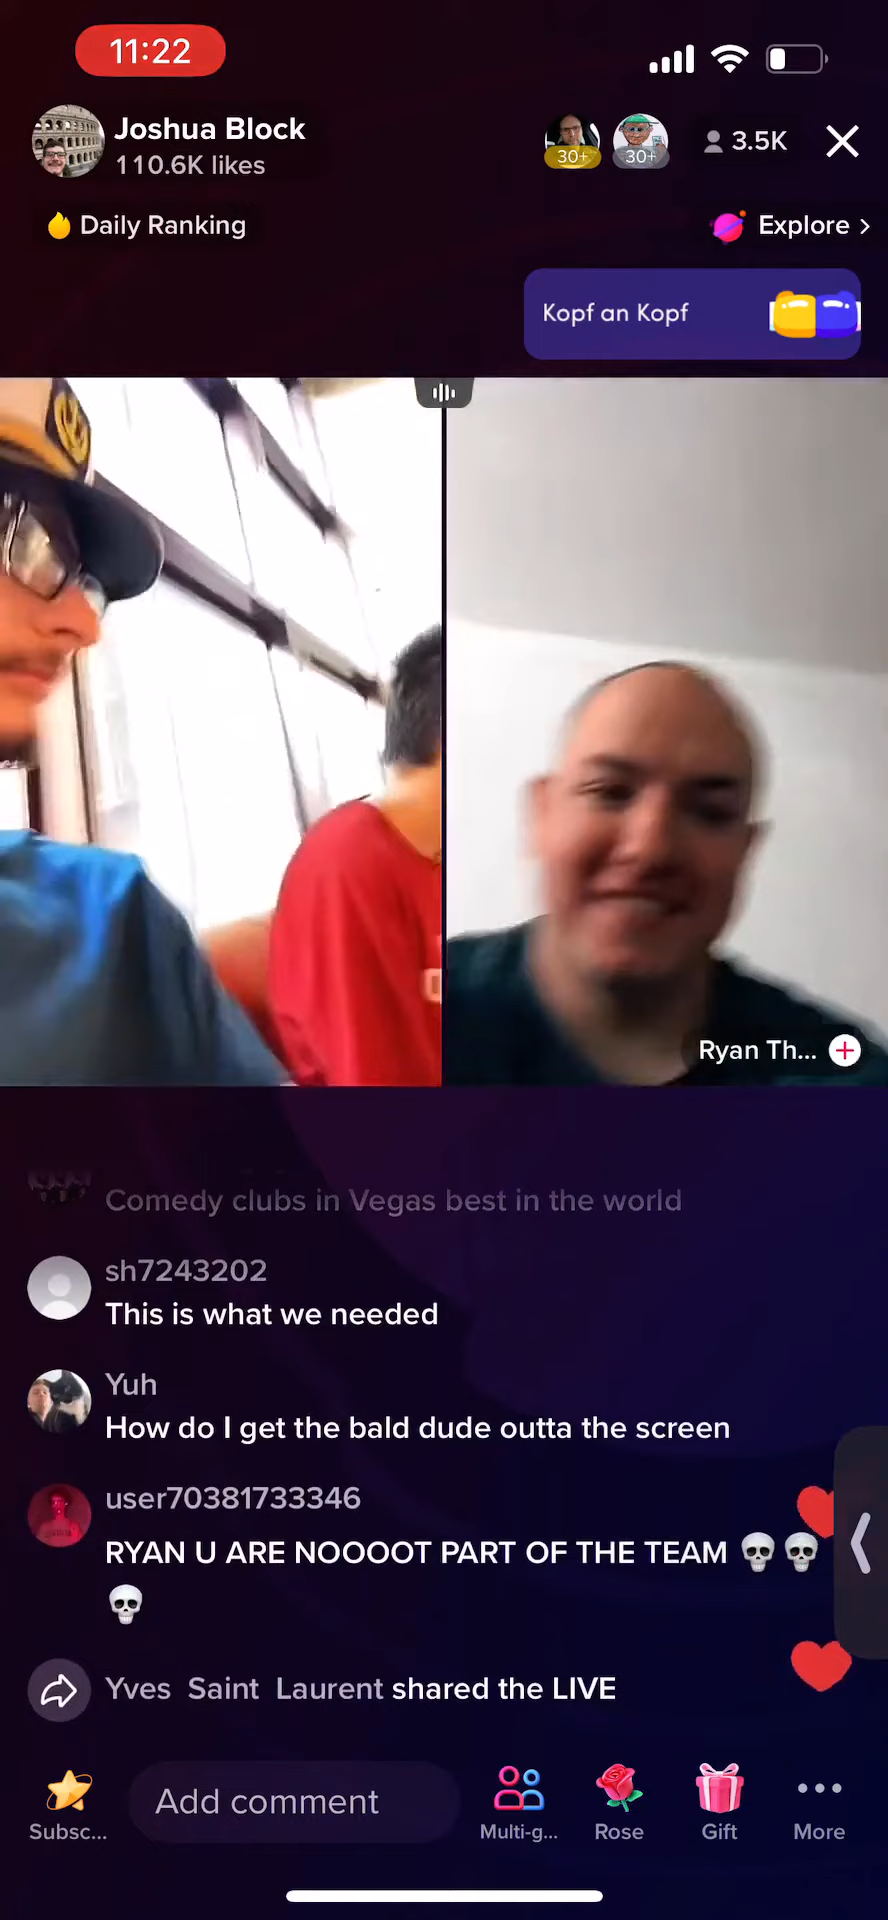 11:22
Joshua Block
110.6K likes
30+
30+
3.5K
Daily Ranking
Explore >
Kopf an Kopf
Ryan Th...
Comedy clubs in Vegas best in the world
sh7243202
This is what we needed
Yuh
How do I get the bald dude outta the screen
user70381733346
RYAN U ARE NOOOOT PART OF THE TEAM 💀💀
💀
Yves Saint Laurent shared the LIVE
Add comment
Subsc...
Multi-g...
Rose
Gift
More